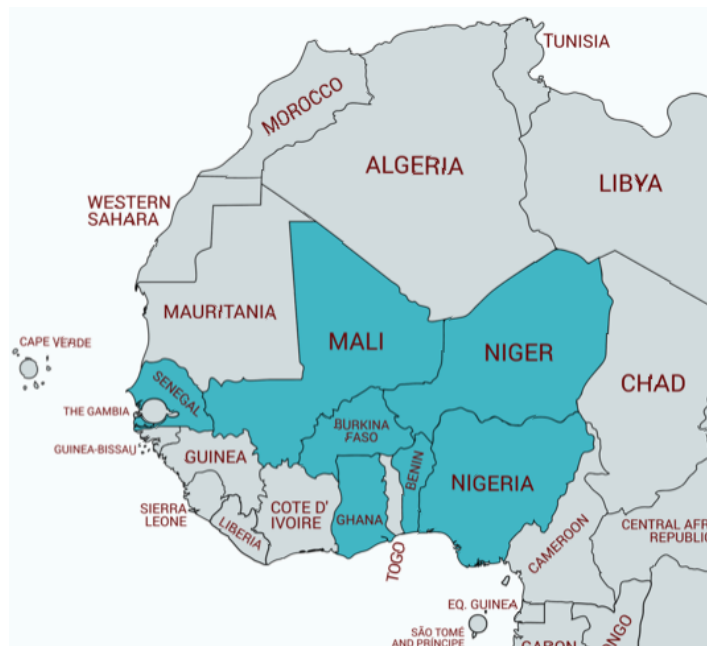 TUNISIA
MOROCCO
ALGERIA
LIBYA
WESTERN
SAHARA
MAURITANIA
CAPE VERDE
MALI
NIGER
CHAD
SENEGAL
THE GAMBIA
BURKINA
FASO
GUINEA-BISSAU
GUINEA
BENIN
NIGERIA
SIERRA
LEONE
LIBERIA
COTE D'
IVOIRE
GHANA
TOGO
CAMEROON
CENTRAL AFR
REPUBLIC
EQ. GUINEA
SÃO TOMÉ
AND PRÍNCIPE
GABON
ONGO